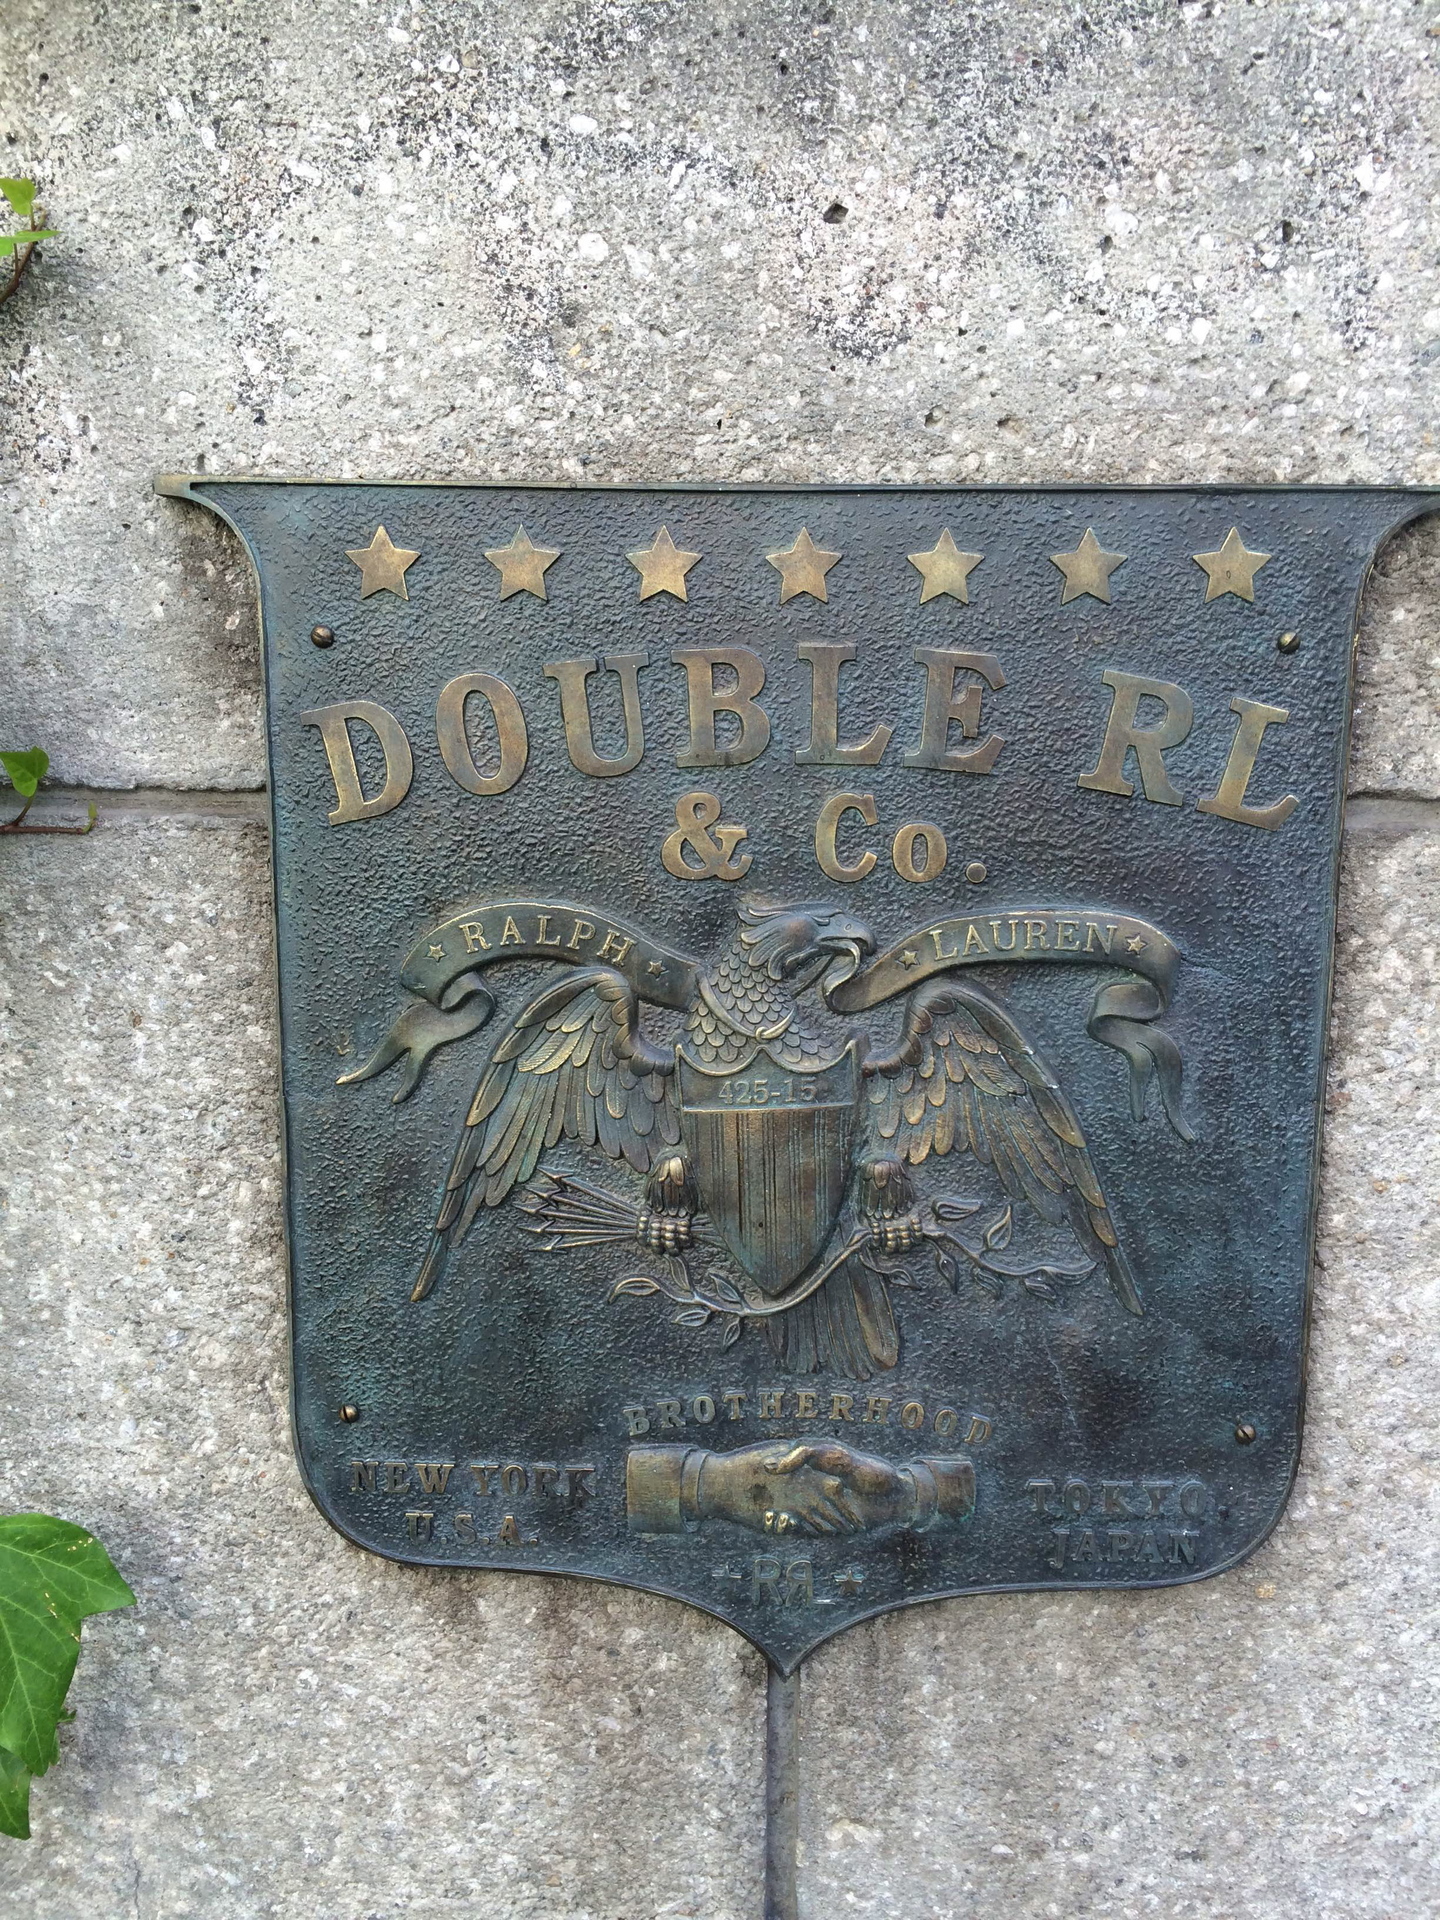 DOUBLE RL
& Co.
RALPH LAUREN
425-15
BROTHERHOOD
NEW YORK
U.S.A.
TOKYO
JAPAN
RRL